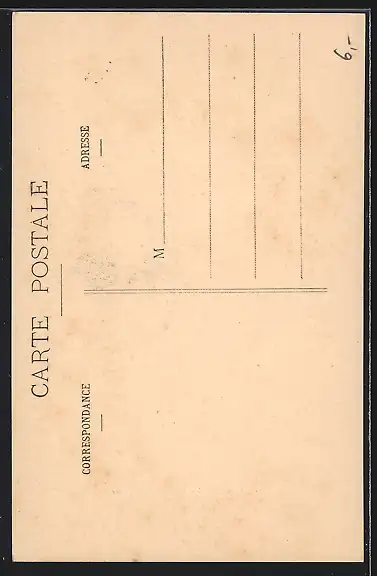 CARTE POSTALE
CORRESPONDANCE
ADRESSE
M
6,-